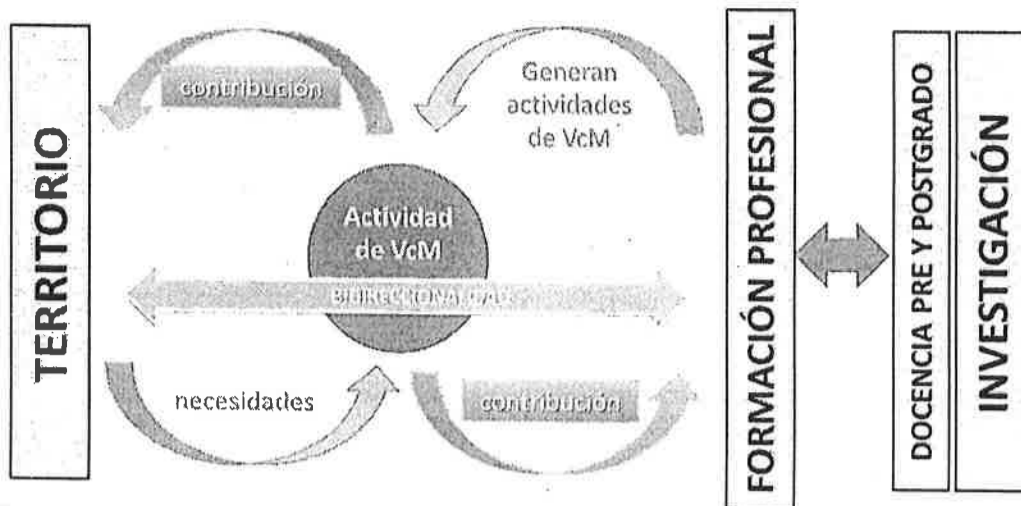 TERRITORIO
contribución
Generan
actividades
de VcM
Actividad
de VcM
BIDIRECCIONALIDAD
necesidades
contribución
FORMACIÓN PROFESIONAL
DOCENCIA PRE Y POSTGRADO
INVESTIGACIÓN